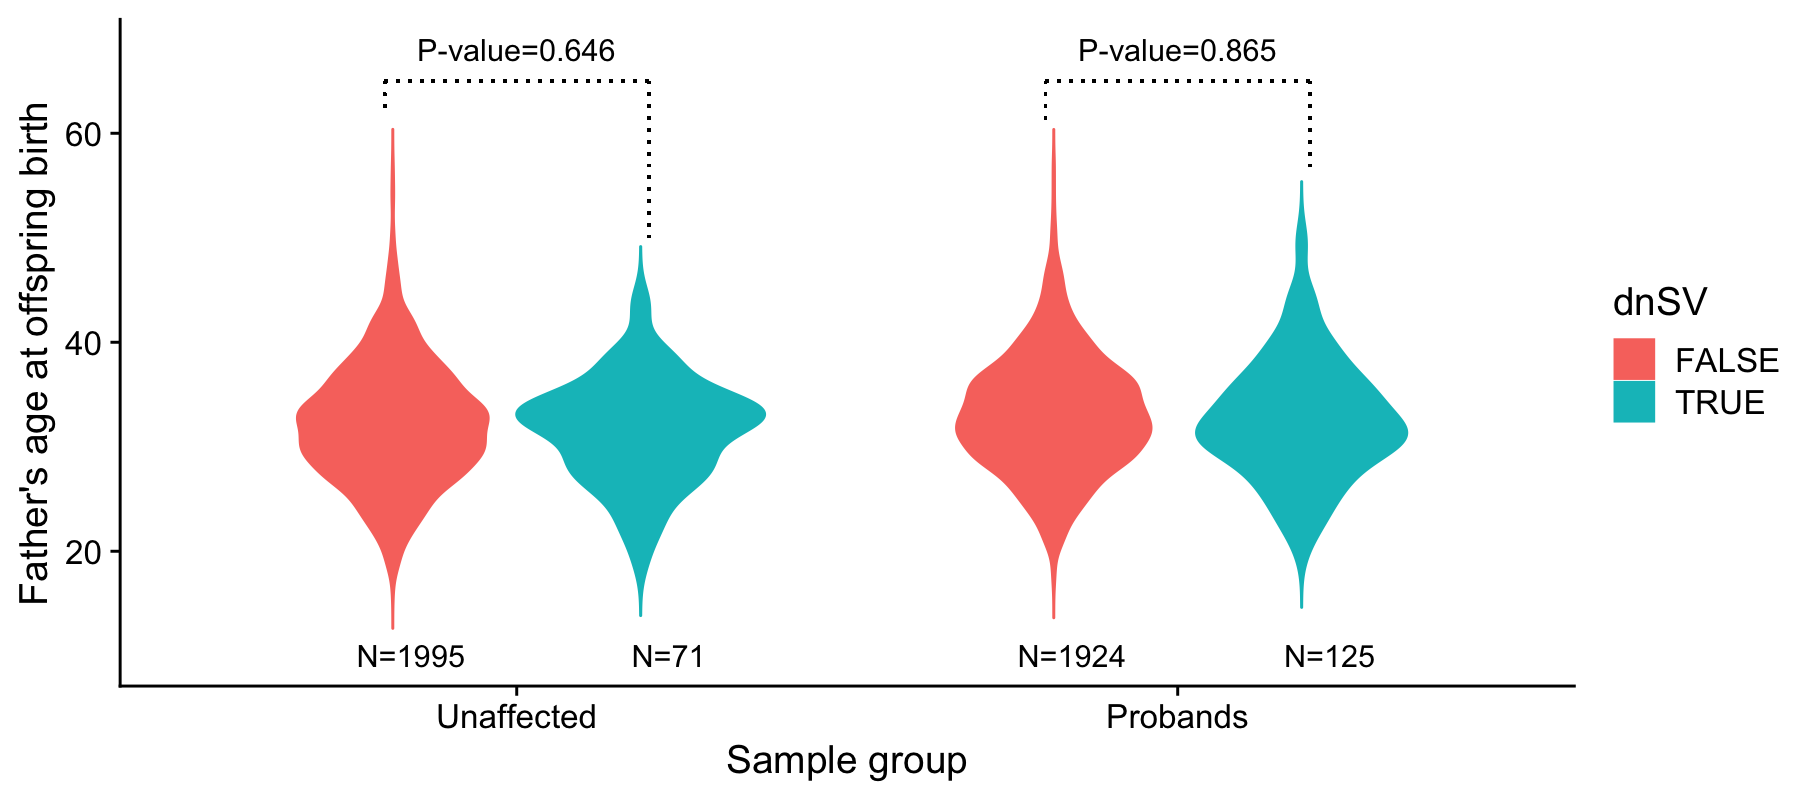 P-value=0.646
P-value=0.865
Father's age at offspring birth
60
40
20
N=1995
N=71
N=1924
N=125
Unaffected
Probands
Sample group
dnSV
FALSE
TRUE